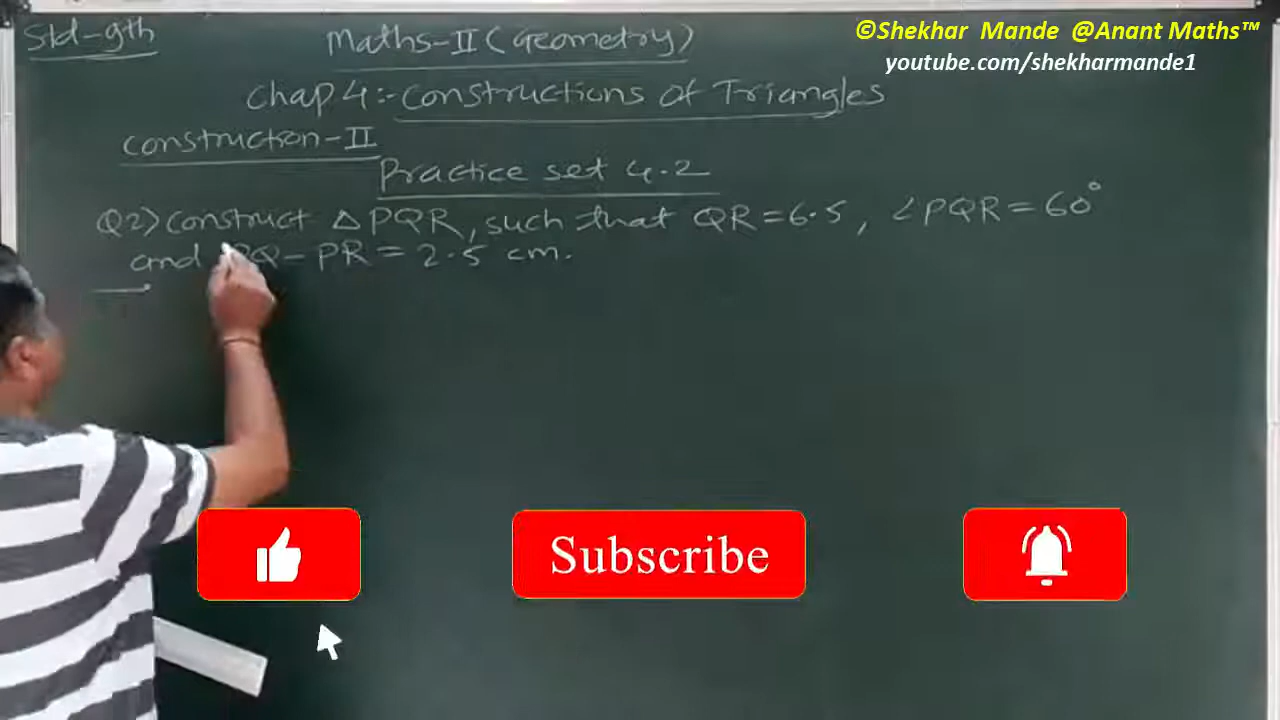 Std-9th
Maths-II (Geometry)
©Shekhar Mande @Anant Maths™
youtube.com/shekharmande1
Chap 4:- Constructions of Triangles
construction-II
Practice set 4.2
Q2) construct △PQR, such that QR = 6.5, ∠PQR = 60°
and PQ - PR = 2.5 cm.
Subscribe